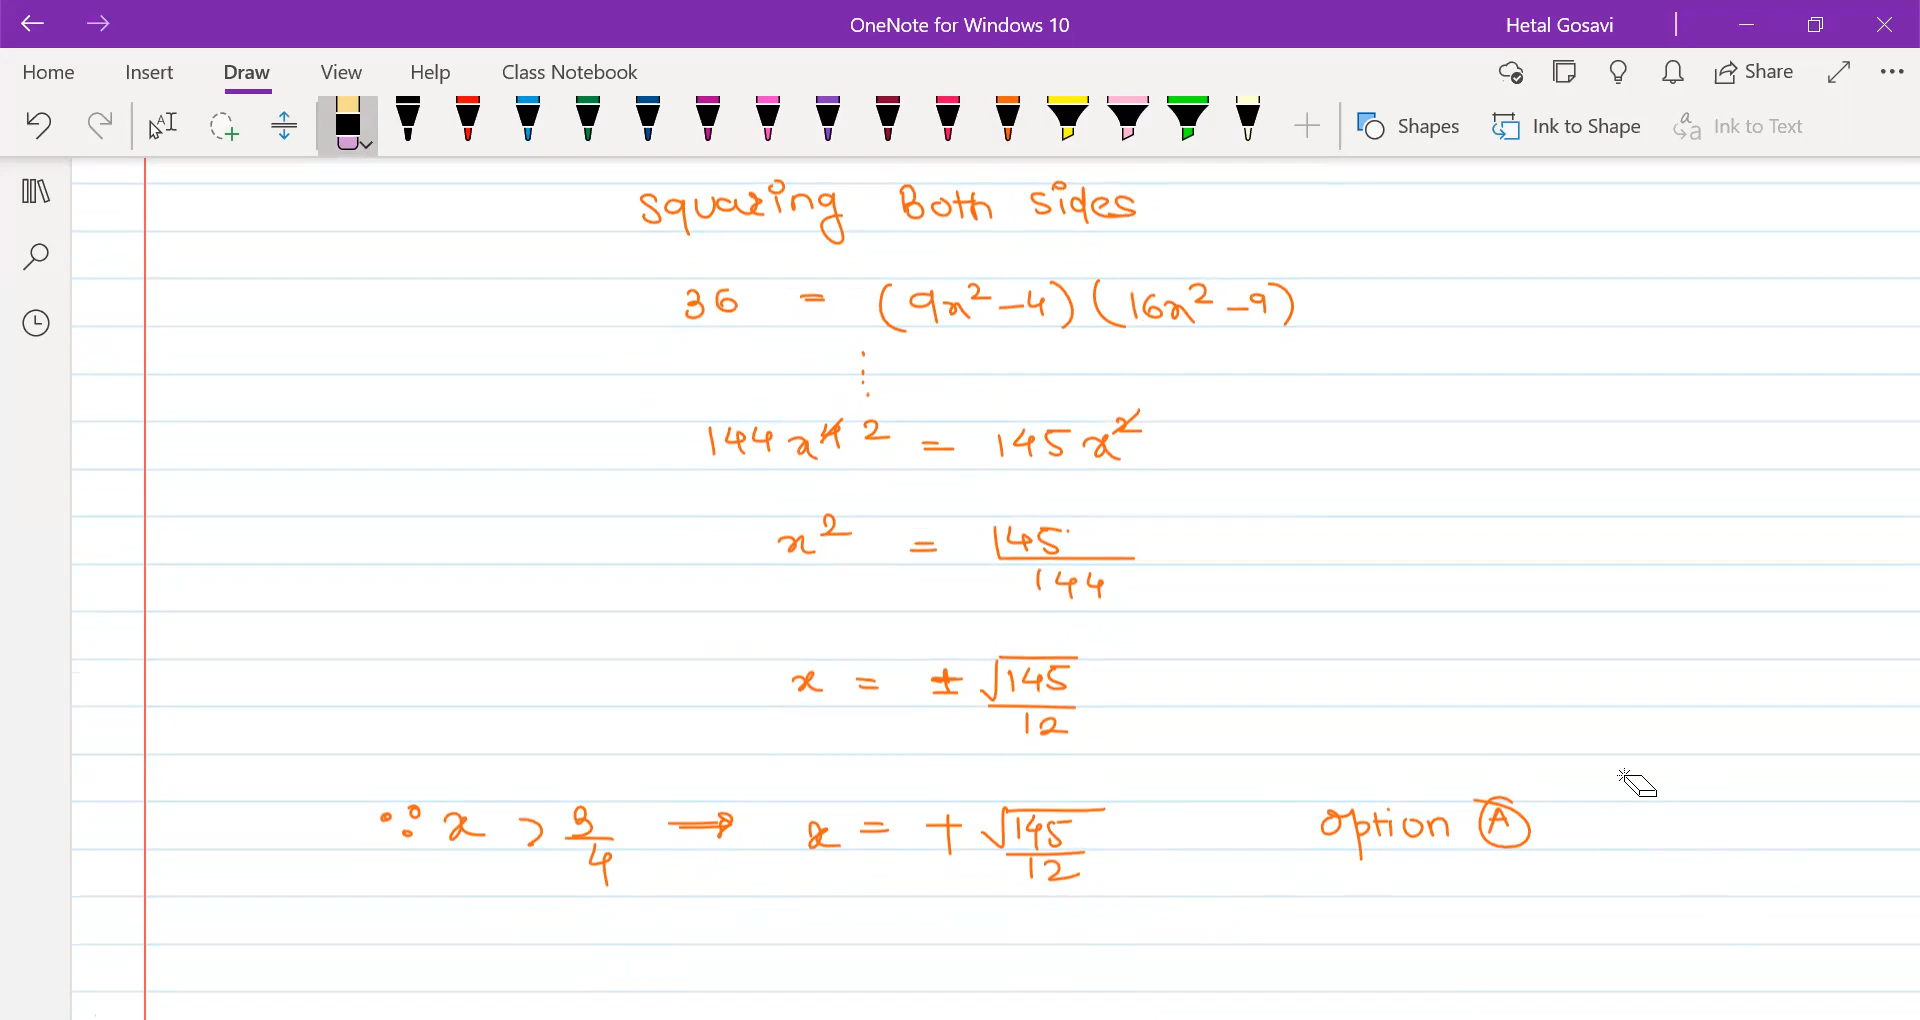 OneNote for Windows 10
Hetal Gosavi
Home Insert Draw View Help Class Notebook
Share
Shapes Ink to Shape Ink to Text
Squaring Both sides
36 = (9x² - 4) (16x² - 9)
⋮
144x⁴ 2 = 145x²
x² = 145/144
x = ± √145/12
∵ x > 3/4 ⟹ x = + √145/12 option Ⓐ